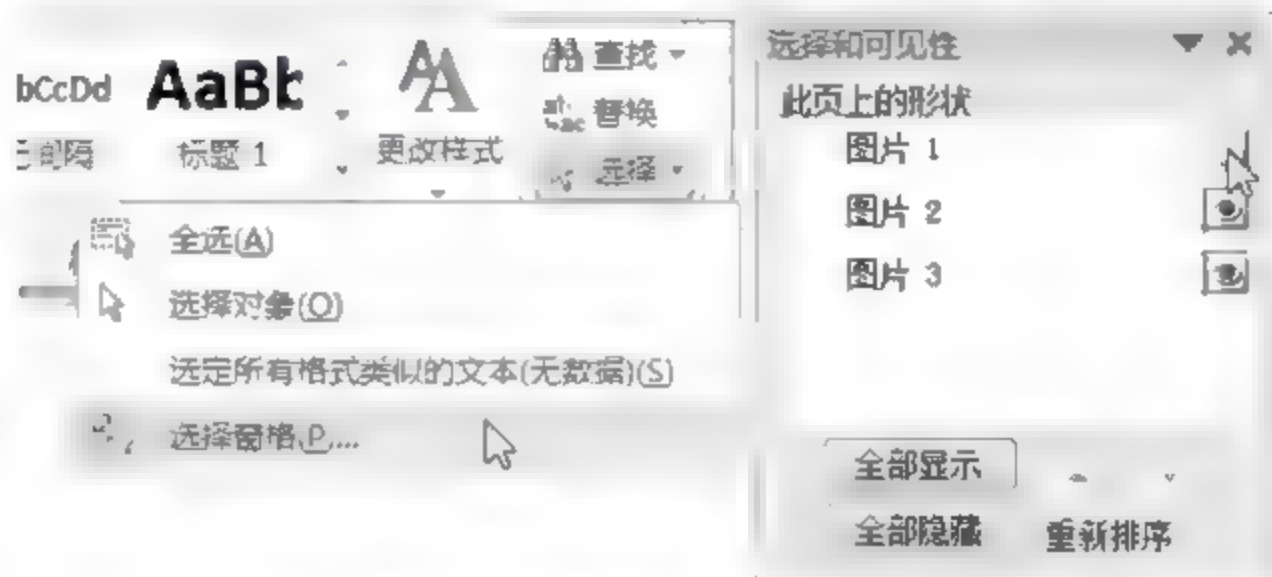 bCcDd AaBb
间隔 标题 1 更改样式
查找
替换
选择
全选(A)
选择对象(O)
选定所有格式类似的文本(无数据)(S)
选择窗格(P)...
选择和可见性
此页上的形状
图片 1
图片 2
图片 3
全部显示
全部隐藏 重新排序